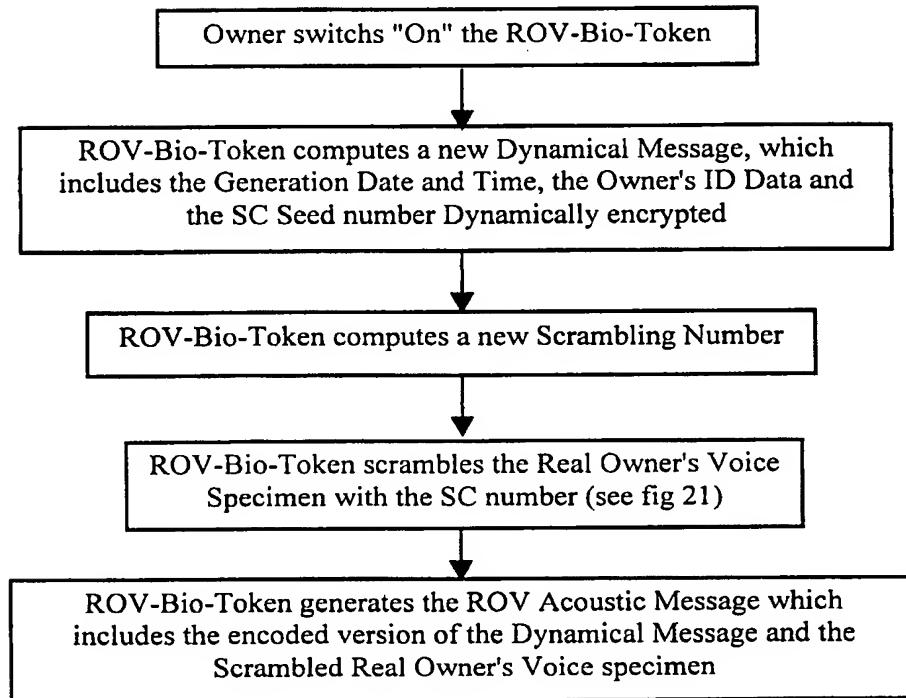 Owner switchs "On" the ROV-Bio-Token
ROV-Bio-Token computes a new Dynamical Message, which
includes the Generation Date and Time, the Owner's ID Data and
the SC Seed number Dynamically encrypted
ROV-Bio-Token computes a new Scrambling Number
ROV-Bio-Token scrambles the Real Owner's Voice
Specimen with the SC number (see fig 21)
ROV-Bio-Token generates the ROV Acoustic Message which
includes the encoded version of the Dynamical Message and the
Scrambled Real Owner's Voice specimen